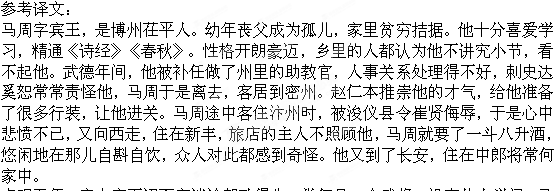 参考译文:
马周字宾王，是博州茌平人。幼年丧父成为孤儿，家里贫穷拮据。他十分喜爱学
习，精通《诗经》《春秋》。性格开朗豪迈，乡里的人都认为他不讲究小节，看
不起他。武德年间，他被补任做了州里的助教官，人事关系处理得不好，刺史达
奚恕常常责怪他，马周于是离去，客居到密州。赵仁本推崇他的才气，给他准备
了很多行装，让他进关。马周途中客住汴州时，被浚仪县令崔贤侮辱，于是心中
悲愤不已，又向西走，住在新丰，旅店的主人不照顾他，马周就要了一斗八升酒，
悠闲地在那儿自斟自饮，众人对此都感到奇怪。他又到了长安，住在中郎将常何
家中。